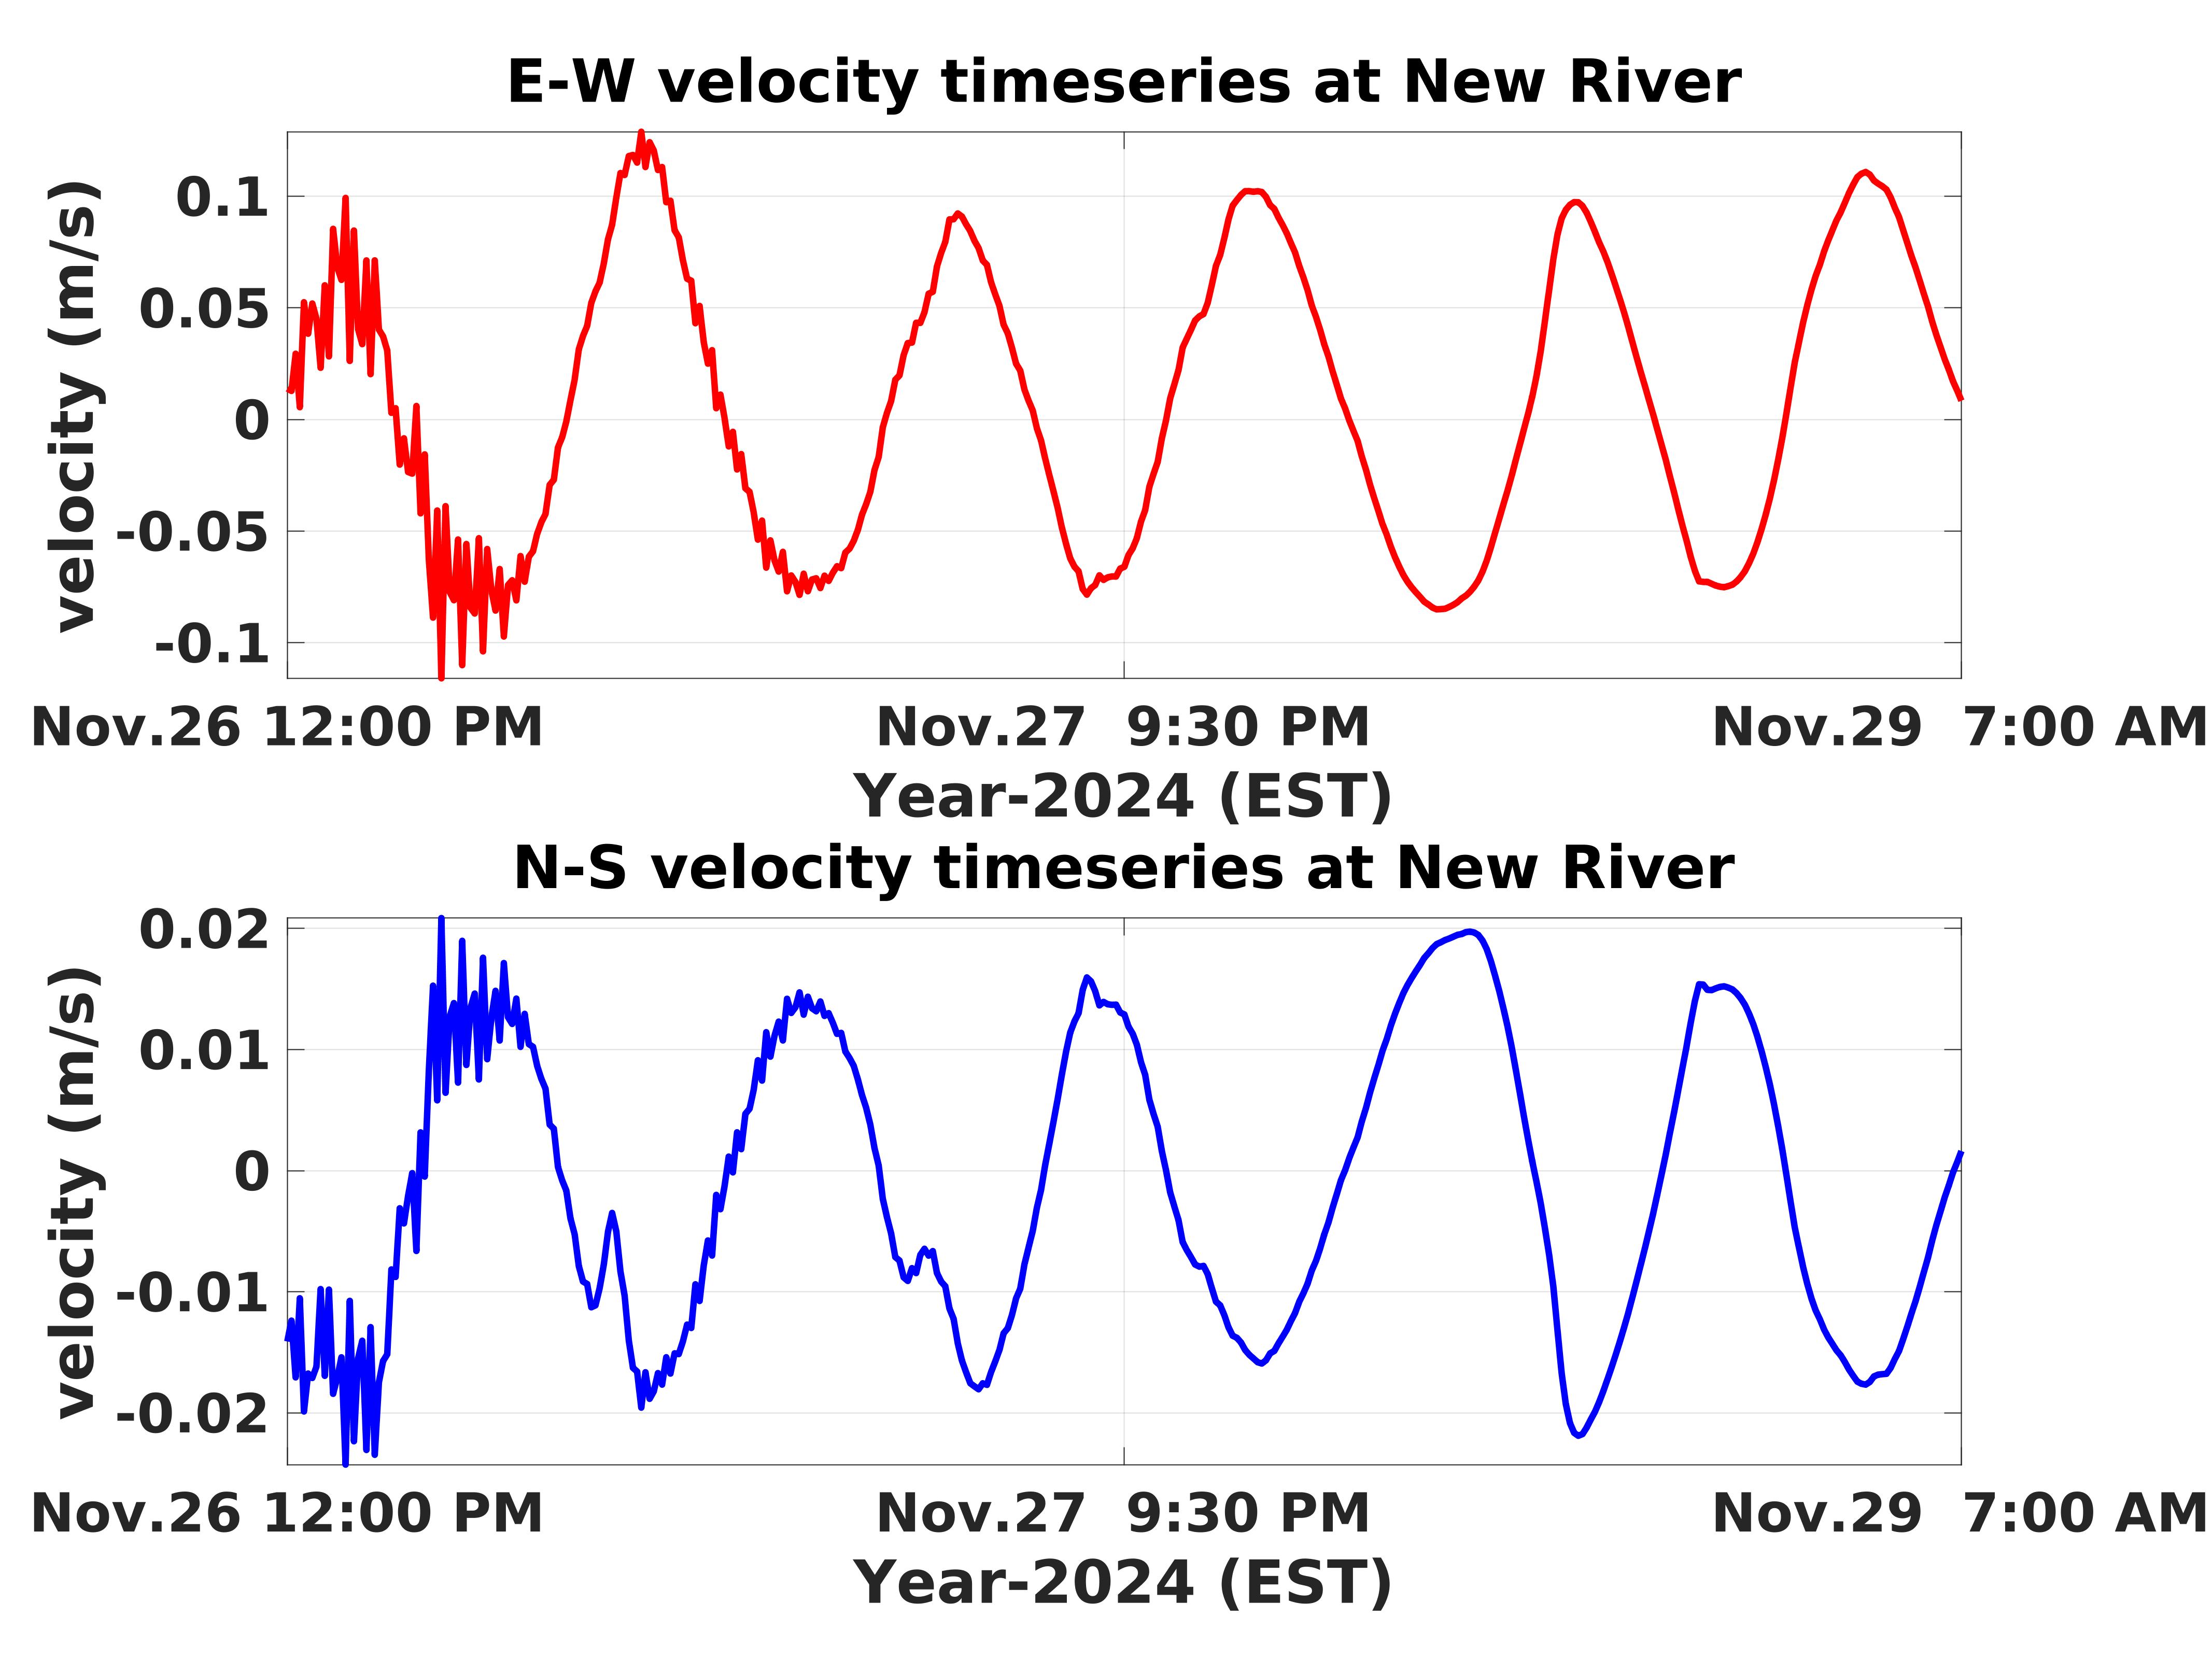 E-W velocity timeseries at New River
velocity (m/s)
0.1
0.05
0
-0.05
-0.1
Nov.26 12:00 PM Nov.27  9:30 PM Nov.29  7:00 AM
Year-2024 (EST)
N-S velocity timeseries at New River
velocity (m/s)
0.02
0.01
0
-0.01
-0.02
Nov.26 12:00 PM Nov.27  9:30 PM Nov.29  7:00 AM
Year-2024 (EST)